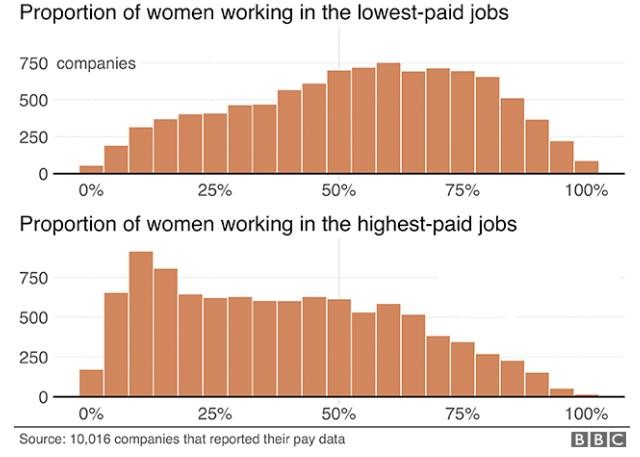 Proportion of women working in the lowest-paid jobs
750 companies
500
250
0
0% 25% 50% 75% 100%
Proportion of women working in the highest-paid jobs
750
500
250
0
0% 25% 50% 75% 100%
Source: 10,016 companies that reported their pay data BBC